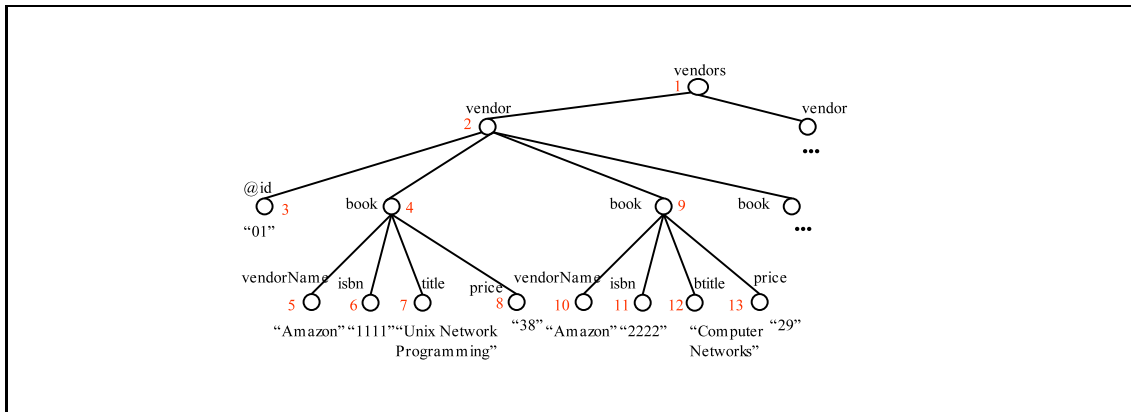 vendors
1
vendor
vendor
2
...
@id
3
book
4
book
9
book
"01"
...
vendorName
isbn
title
price
vendorName
isbn
btitle
price
5
6
7
8
10
11
12
13
"Amazon" "1111" "Unix Network "38" "Amazon" "2222" "Computer "29"
Programming" Networks"